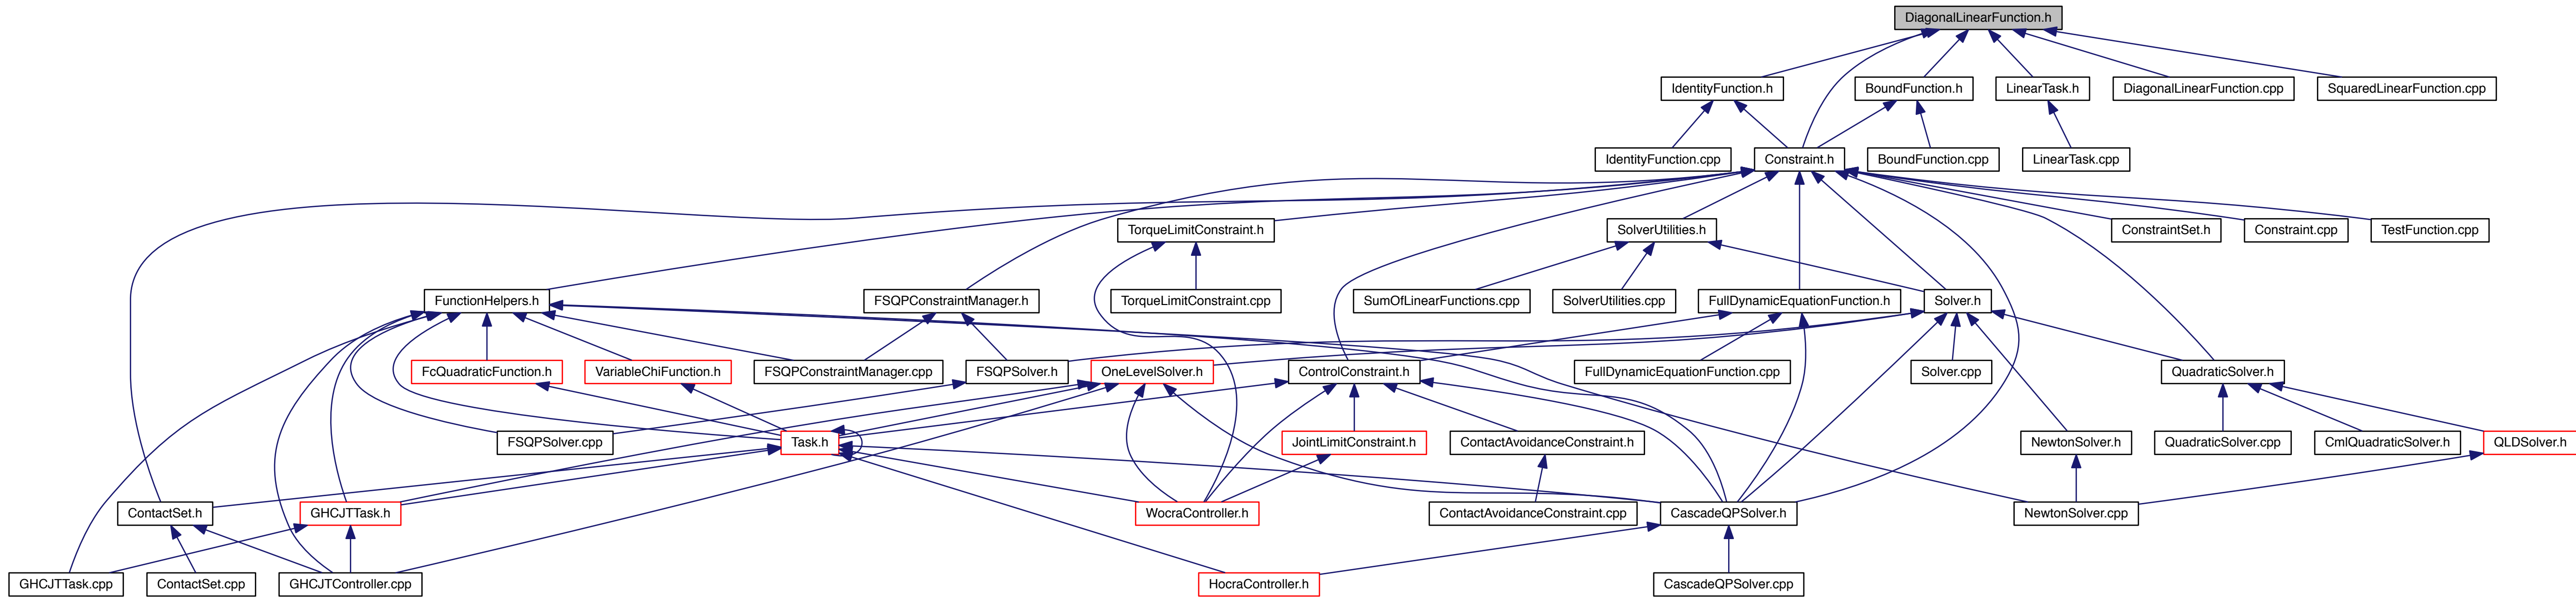 DiagonalLinearFunction.h
IdentityFunction.h
BoundFunction.h
LinearTask.h
DiagonalLinearFunction.cpp
SquaredLinearFunction.cpp
IdentityFunction.cpp
Constraint.h
BoundFunction.cpp
LinearTask.cpp
TorqueLimitConstraint.h
SolverUtilities.h
ConstraintSet.h
Constraint.cpp
TestFunction.cpp
FunctionHelpers.h
FSQPConstraintManager.h
TorqueLimitConstraint.cpp
SumOfLinearFunctions.cpp
SolverUtilities.cpp
FullDynamicEquationFunction.h
Solver.h
FcQuadraticFunction.h
VariableChiFunction.h
FSQPConstraintManager.cpp
FSQPSolver.h
OneLevelSolver.h
ControlConstraint.h
FullDynamicEquationFunction.cpp
Solver.cpp
QuadraticSolver.h
FSQPSolver.cpp
Task.h
JointLimitConstraint.h
ContactAvoidanceConstraint.h
NewtonSolver.h
QuadraticSolver.cpp
CmlQuadraticSolver.h
QLDSolver.h
ContactSet.h
GHCJTTask.h
WocraController.h
ContactAvoidanceConstraint.cpp
CascadeQPSolver.h
NewtonSolver.cpp
GHCJTTask.cpp
ContactSet.cpp
GHCJTController.cpp
HocraController.h
CascadeQPSolver.cpp